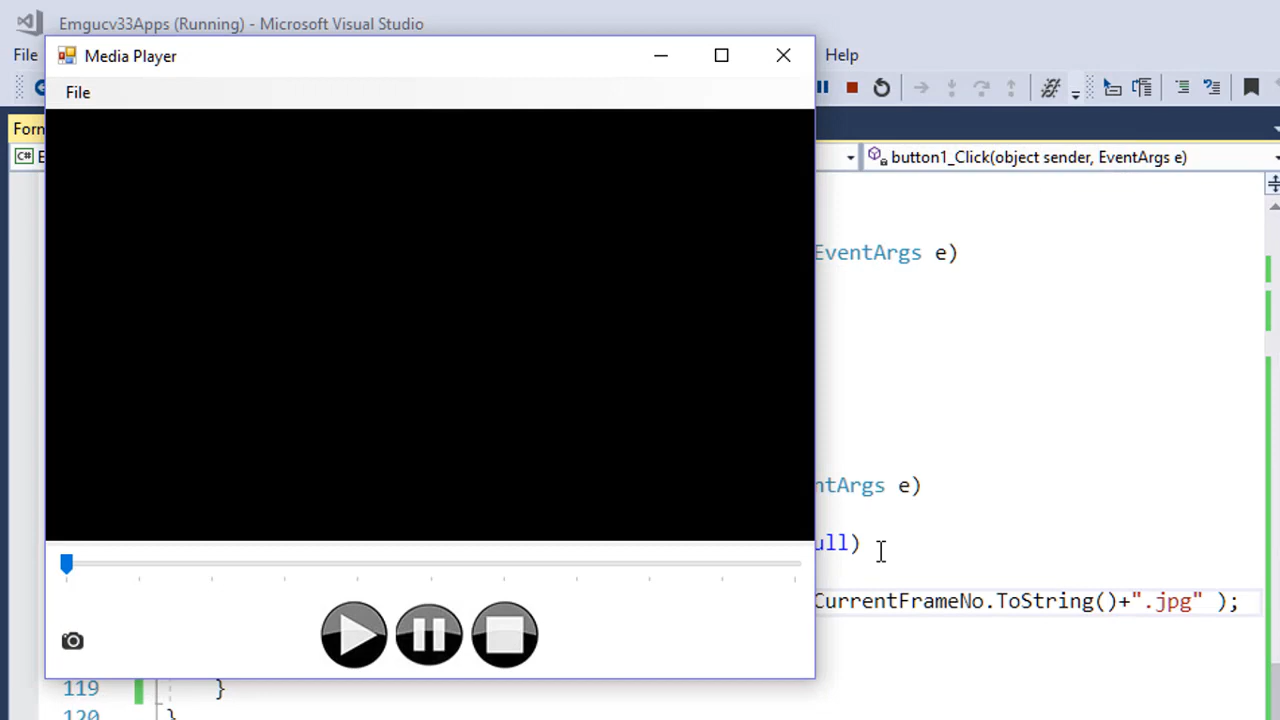 Emgucv33Apps (Running) - Microsoft Visual Studio
File
Help
Media Player
File
Form
C#
button1_Click(object sender, EventArgs e)
EventArgs e)
ntArgs e)
ull)
CurrentFrameNo.ToString()+".jpg" );
119 }
120 }